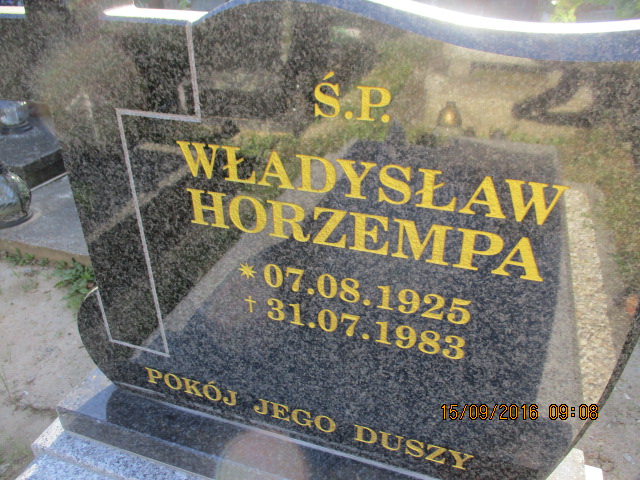 Ś.P.
WŁADYSŁAW
HORZEMPA
* 07.08.1925
† 31.07.1983
POKÓJ JEGO DUSZY
15/09/2016 09:08